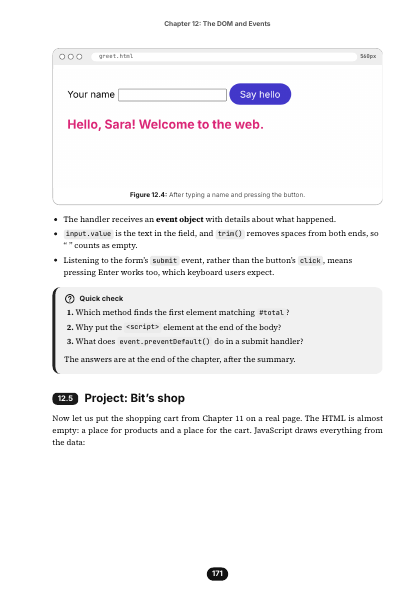 Chapter 12: The DOM and Events
greet.html
560px
Your name Say hello
Hello, Sara! Welcome to the web.
Figure 12.4: After typing a name and pressing the button.
• The handler receives an event object with details about what happened.
• input.value is the text in the field, and trim() removes spaces from both ends, so
“ ” counts as empty.
• Listening to the form’s submit event, rather than the button’s click, means
pressing Enter works too, which keyboard users expect.
? Quick check
1. Which method finds the first element matching #total?
2. Why put the <script> element at the end of the body?
3. What does event.preventDefault() do in a submit handler?
The answers are at the end of the chapter, after the summary.
12.5 Project: Bit’s shop
Now let us put the shopping cart from Chapter 11 on a real page. The HTML is almost
empty: a place for products and a place for the cart. JavaScript draws everything from
the data:
171